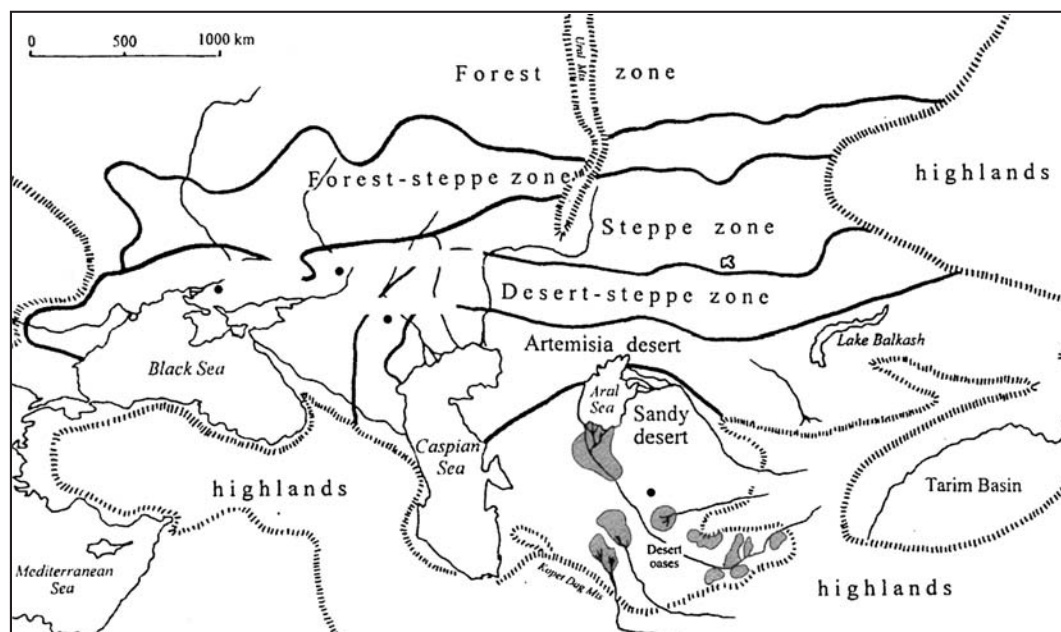 0 500 1000 km
Forest zone
Ural Mts
Forest-steppe zone
highlands
Steppe zone
Desert-steppe zone
Artemisia desert
Lake Balkash
Black Sea
Aral
Sea
Sandy
desert
Caspian
Sea
highlands
Tarim Basin
Desert
oases
Mediterranean
Sea
Kopet Dag Mts
highlands